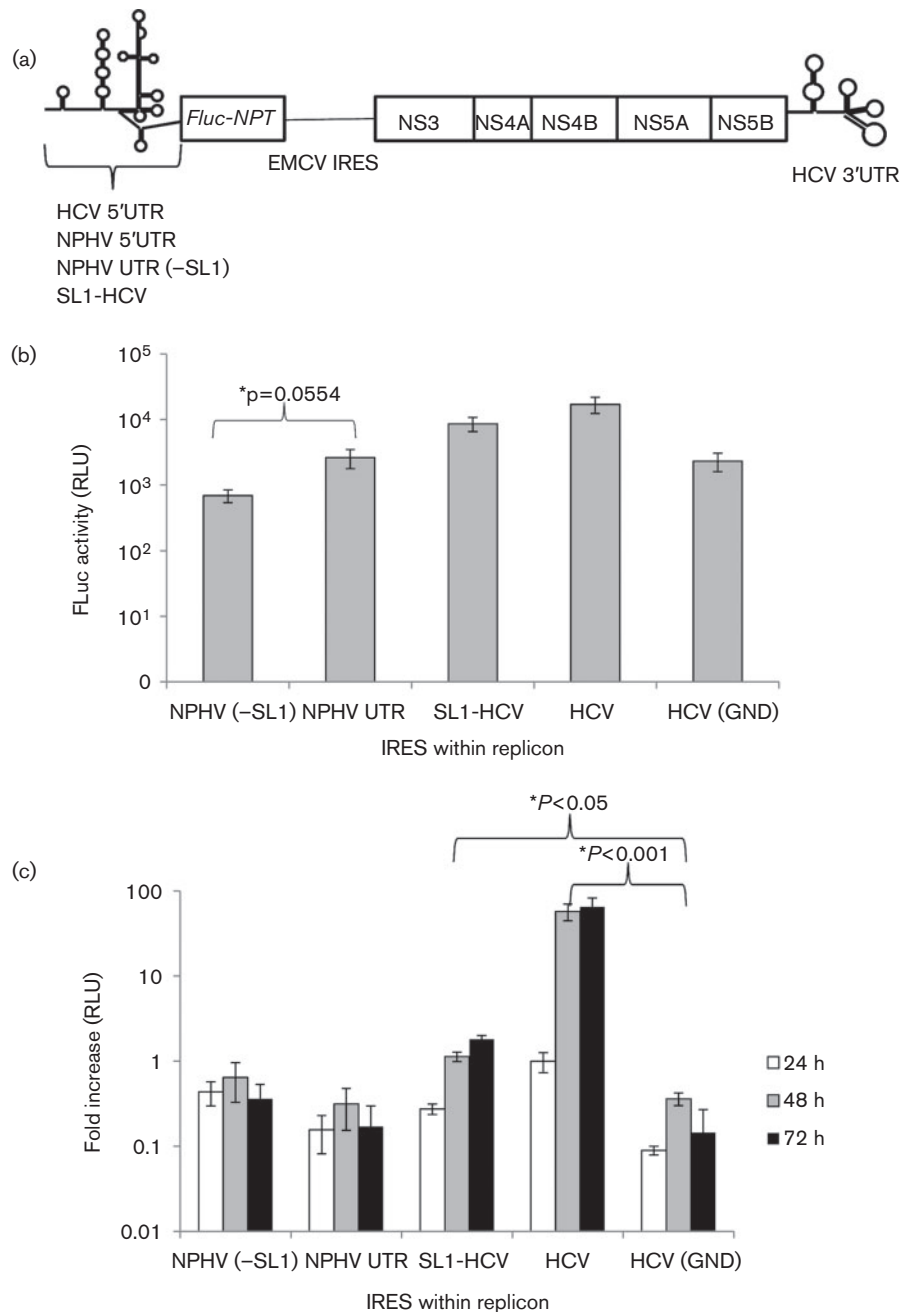 (a)
Fluc-NPT
NS3
NS4A
NS4B
NS5A
NS5B
EMCV IRES
HCV 3′UTR
HCV 5′UTR
NPHV 5′UTR
NPHV UTR (–SL1)
SL1-HCV
(b)
FLuc activity (RLU)
10⁵
10⁴
10³
10²
10¹
0
*p=0.0554
NPHV (–SL1)
NPHV UTR
SL1-HCV
HCV
HCV (GND)
IRES within replicon
(c)
Fold increase (RLU)
100
10
1
0.1
0.01
*P<0.05
*P<0.001
24 h
48 h
72 h
NPHV (–SL1)
NPHV UTR
SL1-HCV
HCV
HCV (GND)
IRES within replicon